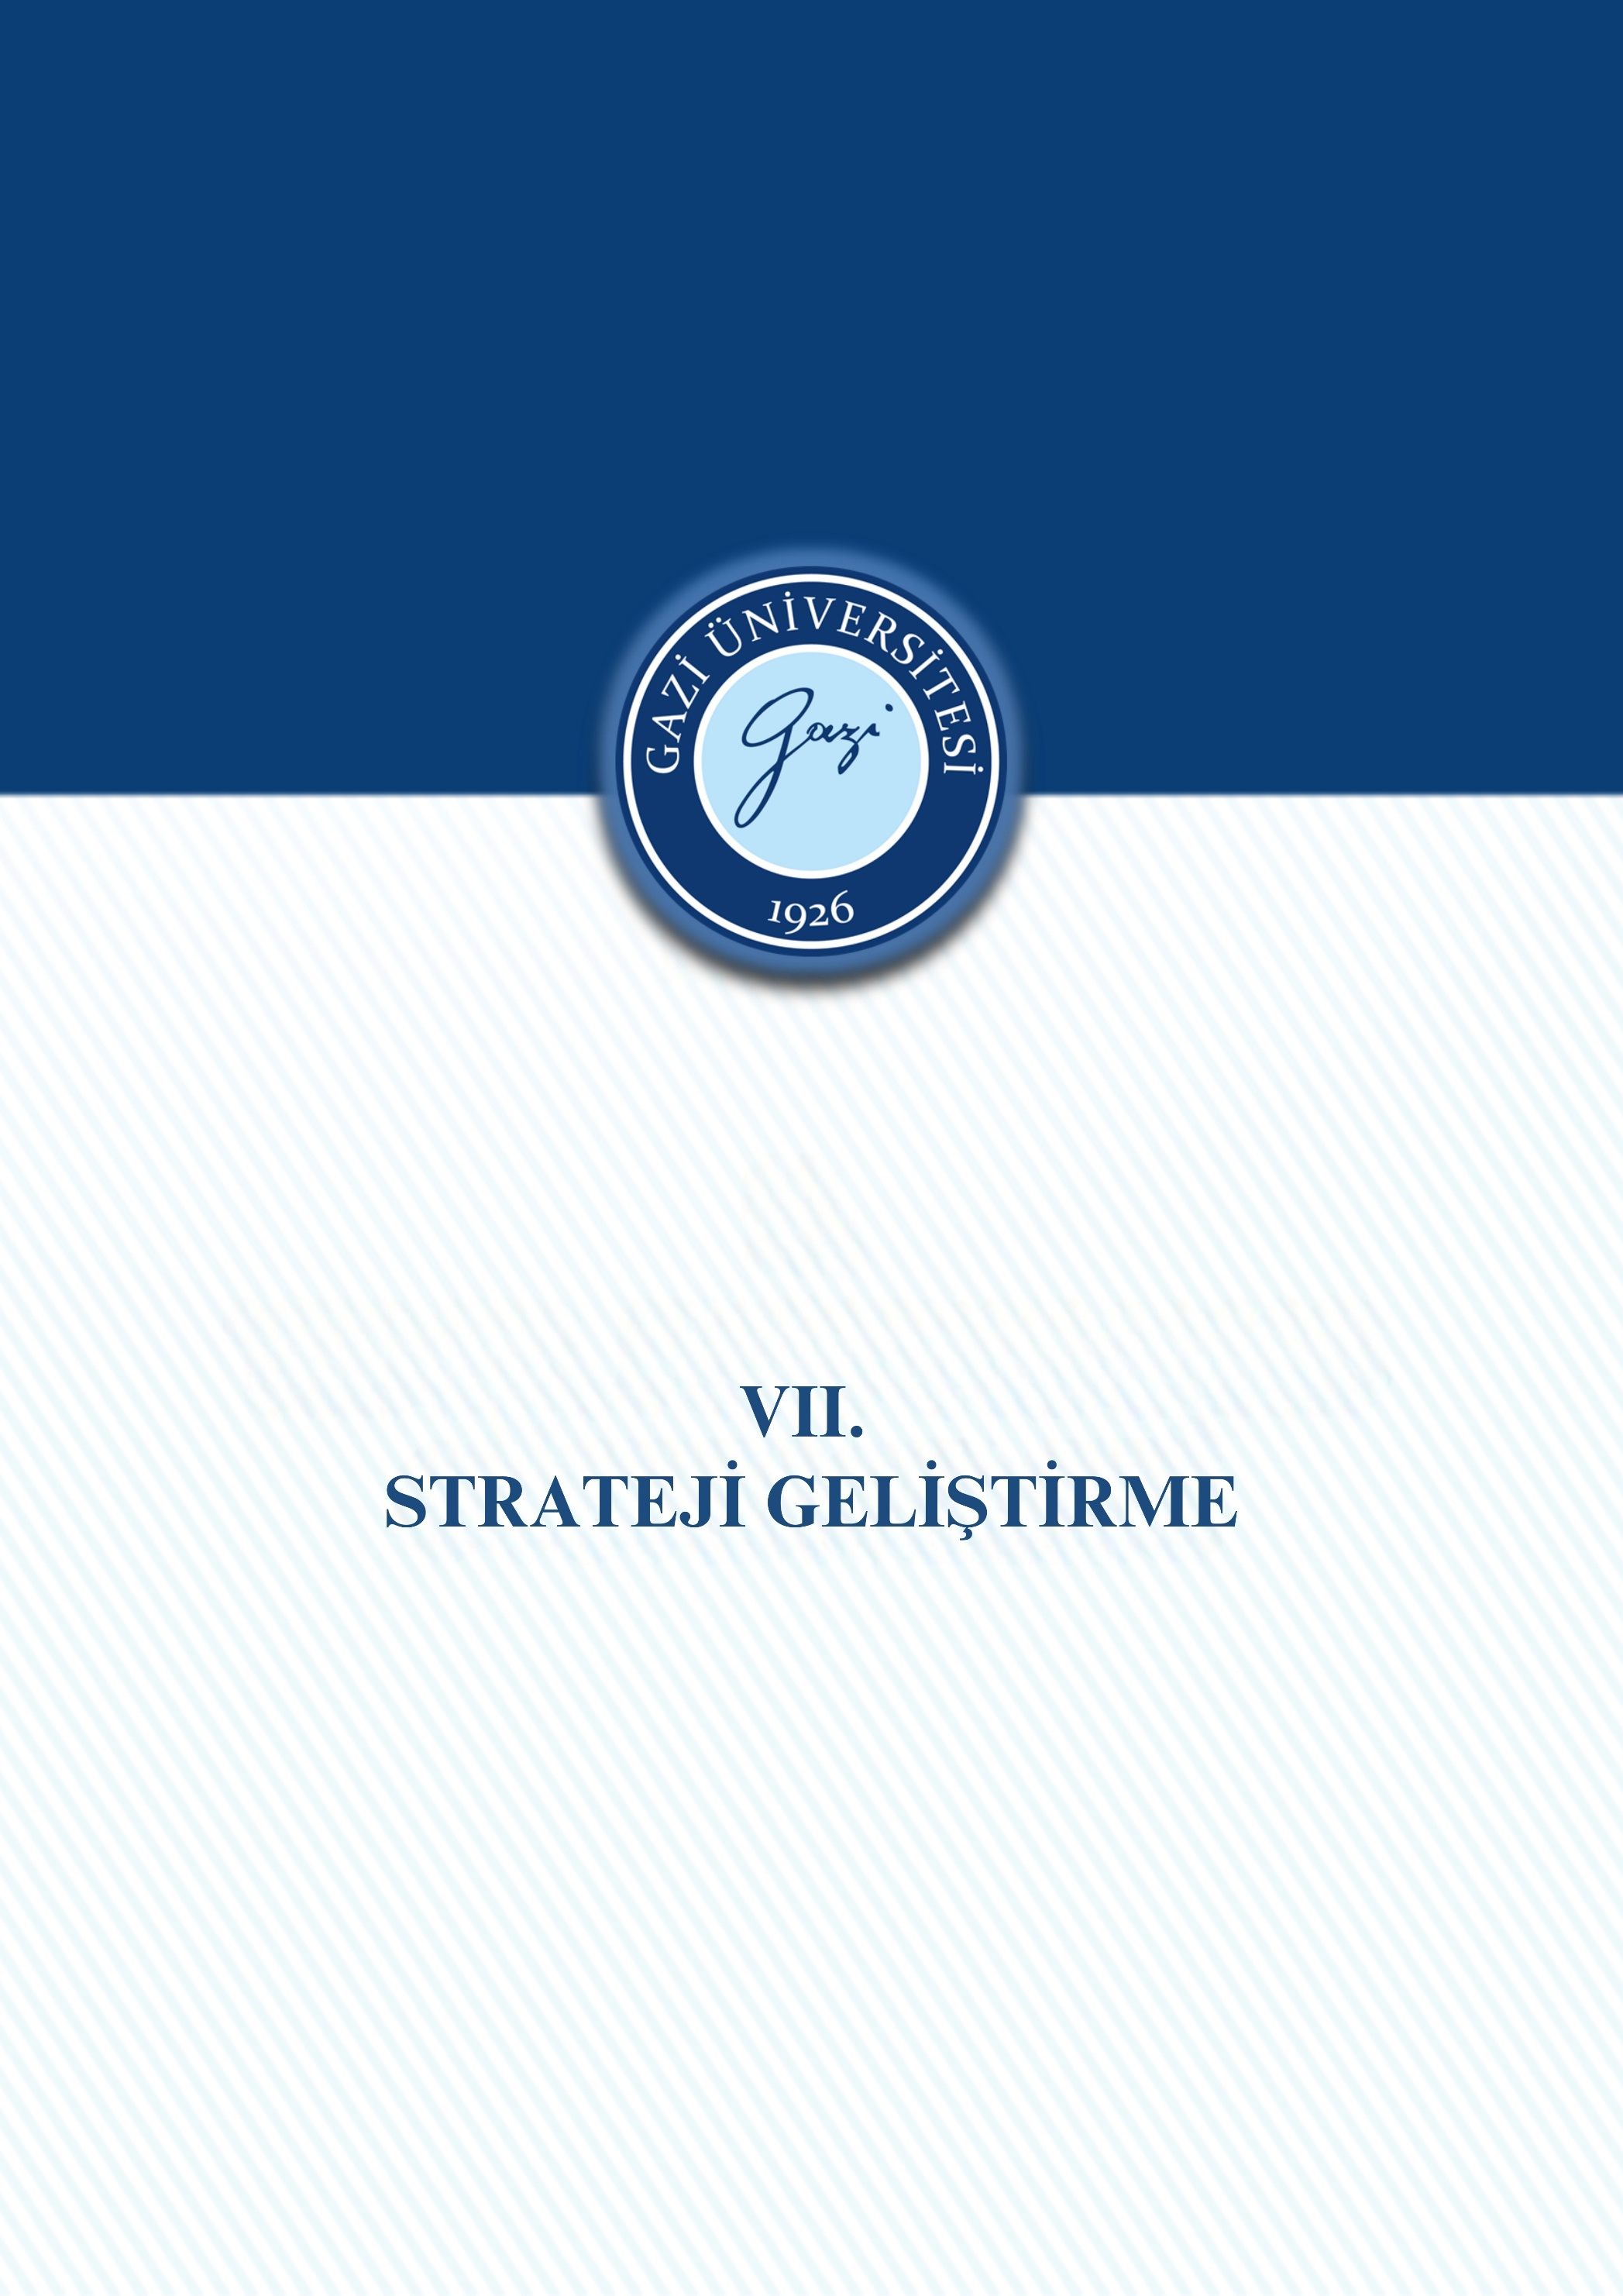 GAZİ ÜNİVERSİTESİ
gazi
1926
VII.
STRATEJİ GELİŞTİRME